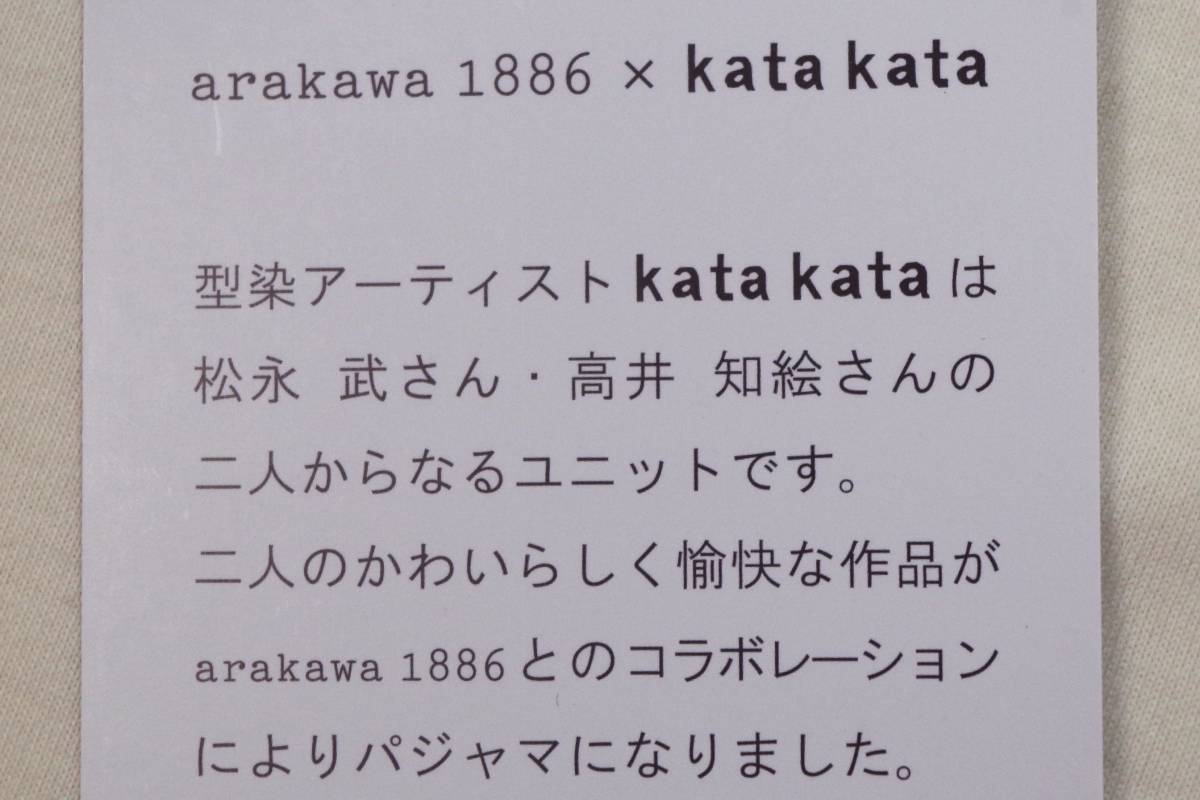 arakawa 1886 × kata kata
型染アーティスト kata kata は
松永 武さん・高井 知絵さんの
二人からなるユニットです。
二人のかわいらしく愉快な作品が
arakawa 1886 とのコラボレーション
によりパジャマになりました。